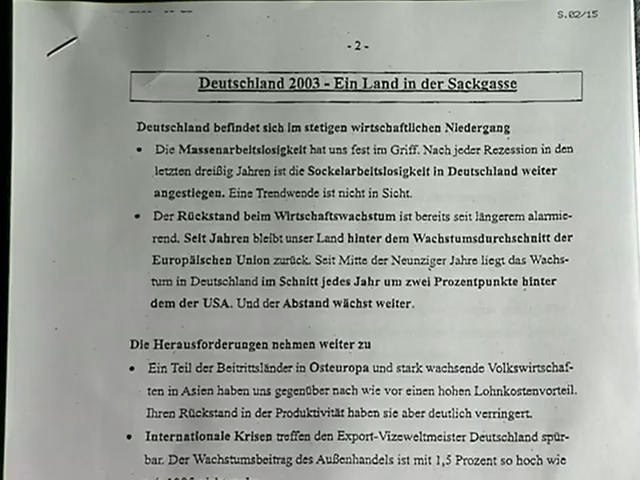 S.02/15
- 2 -
Deutschland 2003 - Ein Land in der Sackgasse
Deutschland befindet sich im stetigen wirtschaftlichen Niedergang
• Die Massenarbeitslosigkeit hat uns fest im Griff. Nach jeder Rezession in den
letzten dreißig Jahren ist die Sockelarbeitslosigkeit in Deutschland weiter
angestiegen. Eine Trendwende ist nicht in Sicht.
• Der Rückstand beim Wirtschaftswachstum ist bereits seit längerem alarmie-
rend. Seit Jahren bleibt unser Land hinter dem Wachstumsdurchschnitt der
Europäischen Union zurück. Seit Mitte der Neunziger Jahre liegt das Wachs-
tum in Deutschland im Schnitt jedes Jahr um zwei Prozentpunkte hinter
dem der USA. Und der Abstand wächst weiter.
Die Herausforderungen nehmen weiter zu
• Ein Teil der Beitrittsländer in Osteuropa und stark wachsende Volkswirtschaf-
ten in Asien haben uns gegenüber nach wie vor einen hohen Lohnkostenvorteil.
Ihren Rückstand in der Produktivität haben sie aber deutlich verringert.
• Internationale Krisen treffen den Export-Vizeweltmeister Deutschland spür-
bar. Der Wachstumsbeitrag des Außenhandels ist mit 1,5 Prozent so hoch wie